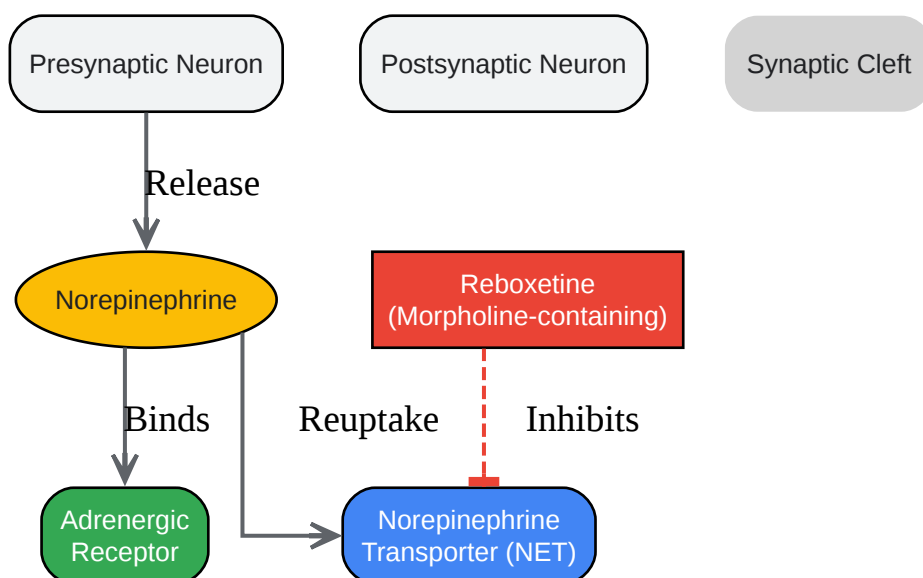 Presynaptic Neuron
Postsynaptic Neuron
Synaptic Cleft
Release
Norepinephrine
Reboxetine
(Morpholine-containing)
Binds
Reuptake
Inhibits
Adrenergic
Receptor
Norepinephrine
Transporter (NET)